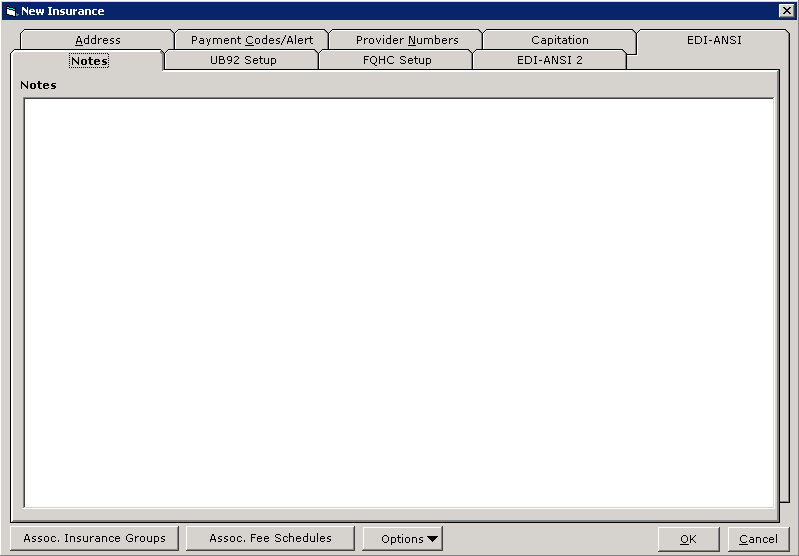 New Insurance
Address Payment Codes/Alert Provider Numbers Capitation EDI-ANSI
Notes UB92 Setup FQHC Setup EDI-ANSI 2
Notes
Assoc. Insurance Groups Assoc. Fee Schedules Options OK Cancel